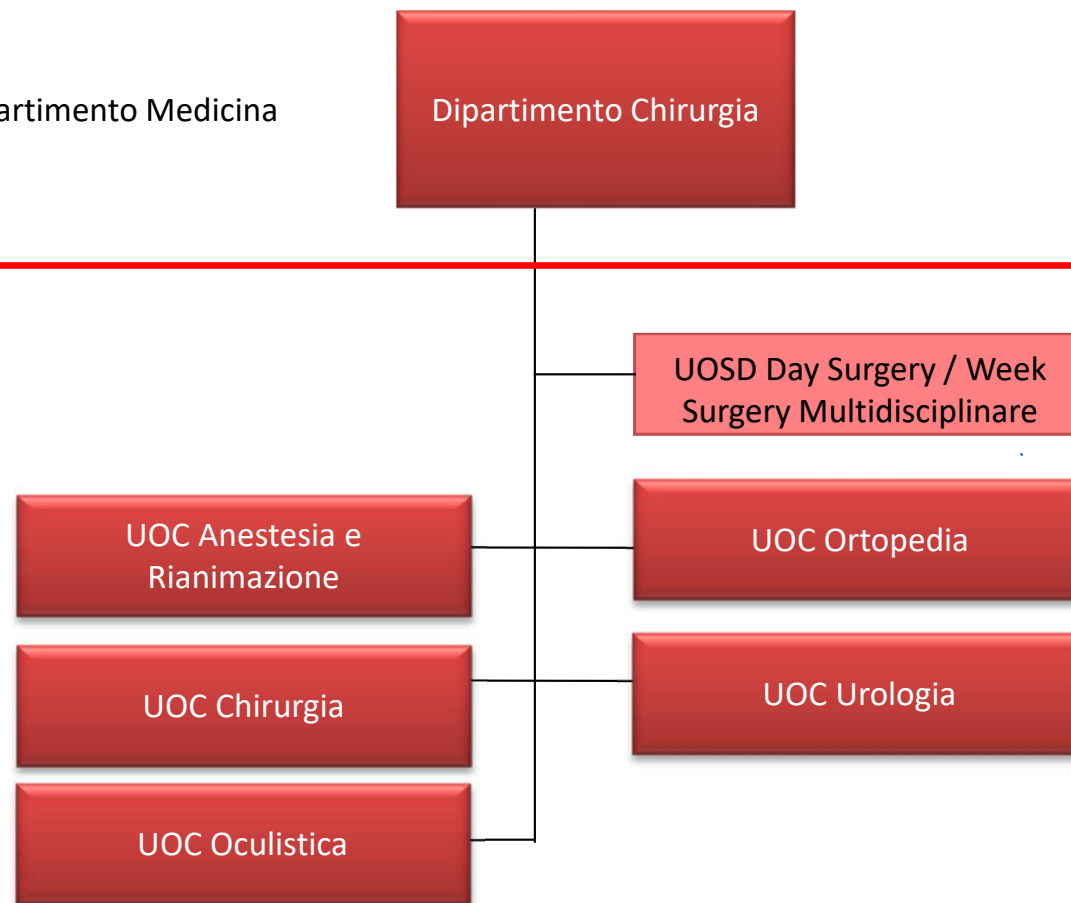 artimento Medicina
Dipartimento Chirurgia
UOSD Day Surgery / Week
Surgery Multidisciplinare
UOC Anestesia e
Rianimazione
UOC Ortopedia
UOC Chirurgia
UOC Urologia
UOC Oculistica